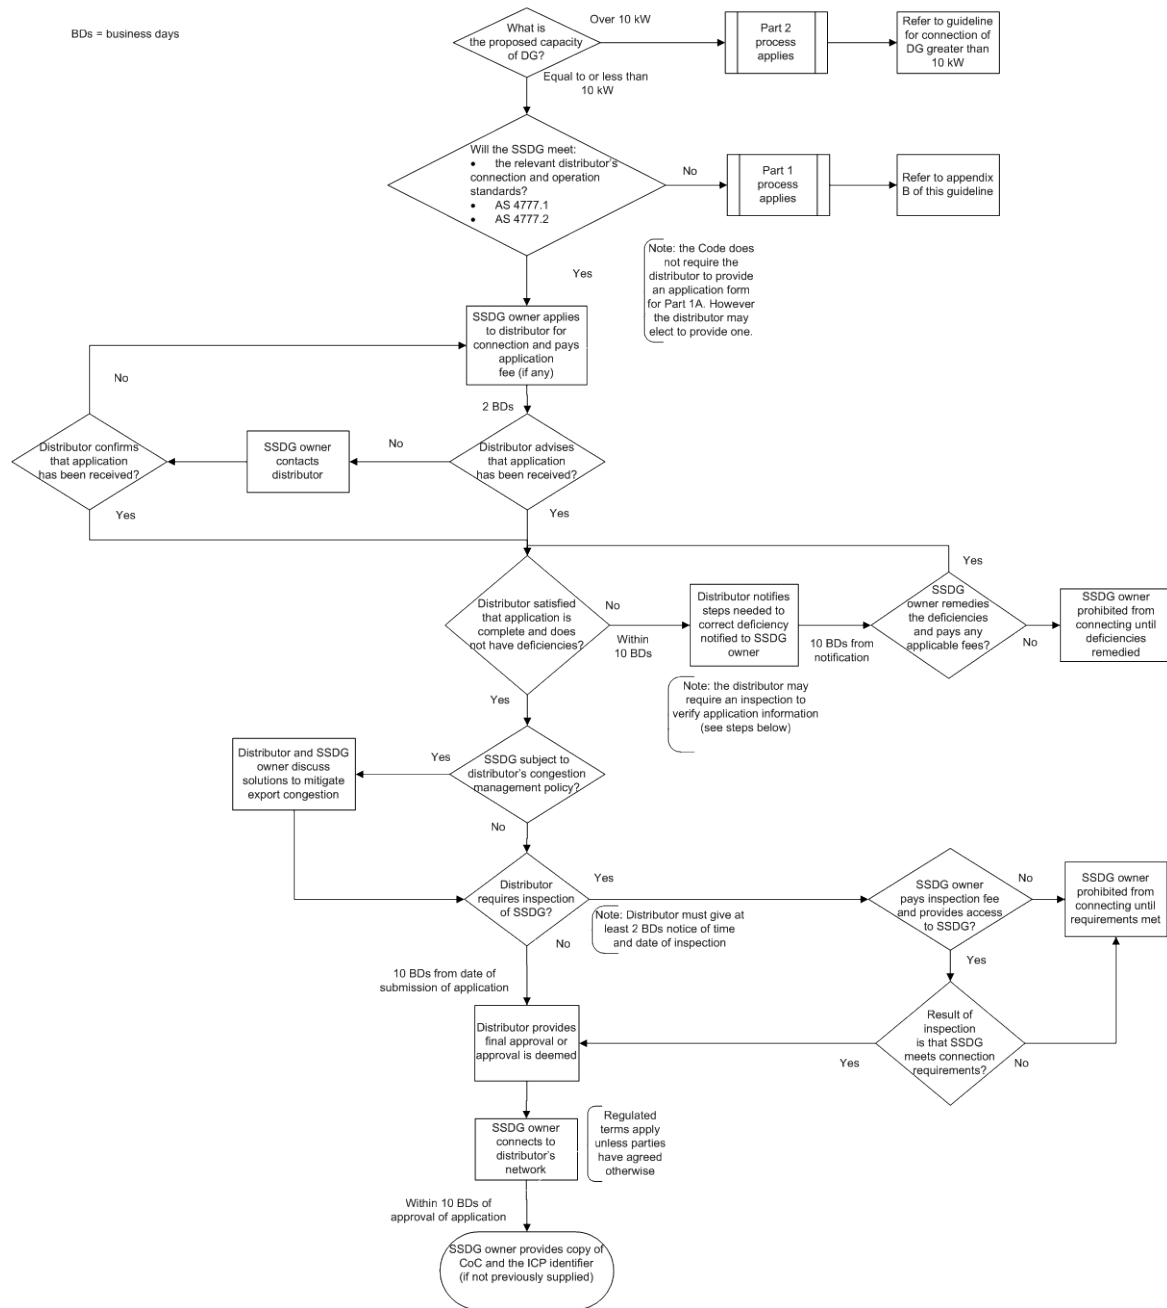 BDs = business days
What is
the proposed capacity
of DG?
Over 10 kW
Part 2
process
applies
Refer to guideline
for connection of
DG greater than
10 kW
Equal to or less than
10 kW
Will the SSDG meet:
• the relevant distributor's
connection and operation
standards?
• AS 4777.1
• AS 4777.2
No
Part 1
process
applies
Refer to appendix
B of this guideline
Yes
Note: the Code does
not require the
distributor to provide
an application form
for Part 1A. However
the distributor may
elect to provide one.
SSDG owner applies
to distributor for
connection and pays
application
fee (if any)
No
2 BDs
Distributor confirms
that application
has been received?
SSDG owner
contacts
distributor
No
Distributor advises
that application
has been received?
Yes
Yes
Distributor satisfied
that application is
complete and does
not have deficiencies?
No
Within
10 BDs
Distributor notifies
steps needed to
correct deficiency
notified to SSDG
owner
10 BDs from
notification
Yes
SSDG
owner remedies
the deficiencies
and pays any
applicable fees?
No
SSDG owner
prohibited from
connecting until
deficiencies
remedied
Note: the distributor may
require an inspection to
verify application information
(see steps below)
Yes
Distributor and SSDG
owner discuss
solutions to mitigate
export congestion
Yes
SSDG subject to
distributor's congestion
management policy?
No
Distributor
requires inspection
of SSDG?
Yes
Note: Distributor must give at
least 2 BDs notice of time
and date of inspection
SSDG owner
pays inspection fee
and provides access
to SSDG?
No
SSDG owner
prohibited from
connecting until
requirements met
No
Yes
10 BDs from date of
submission of application
Distributor provides
final approval or
approval is deemed
Yes
Result of
inspection
is that SSDG
meets connection
requirements?
No
SSDG owner
connects to
distributor's
network
Regulated
terms apply
unless parties
have agreed
otherwise
Within 10 BDs of
approval of application
SSDG owner provides copy of
CoC and the ICP identifier
(if not previously supplied)